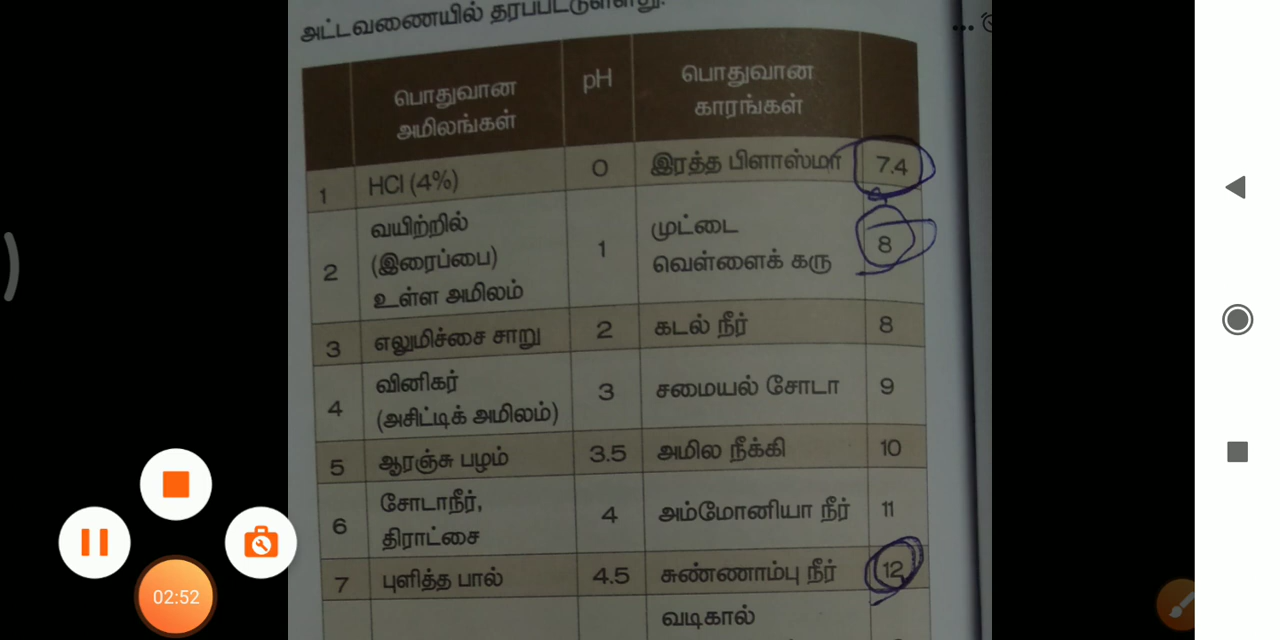 அட்டவணையில் தரப்பட்டுள்ளது.
பொதுவான
அமிலங்கள்
pH
பொதுவான
காரங்கள்
1 HCl (4%) 0 இரத்த பிளாஸ்மா 7.4
2 வயிற்றில்
(இரைப்பை)
உள்ள அமிலம்
1 முட்டை
வெள்ளைக் கரு
8
3 எலுமிச்சை சாறு 2 கடல் நீர் 8
4 வினிகர்
(அசிட்டிக் அமிலம்)
3 சமையல் சோடா 9
5 ஆரஞ்சு பழம் 3.5 அமில நீக்கி 10
6 சோடாநீர்,
திராட்சை
4 அம்மோனியா நீர் 11
7 புளித்த பால் 4.5 சுண்ணாம்பு நீர் 12
வடிகால்
02:52